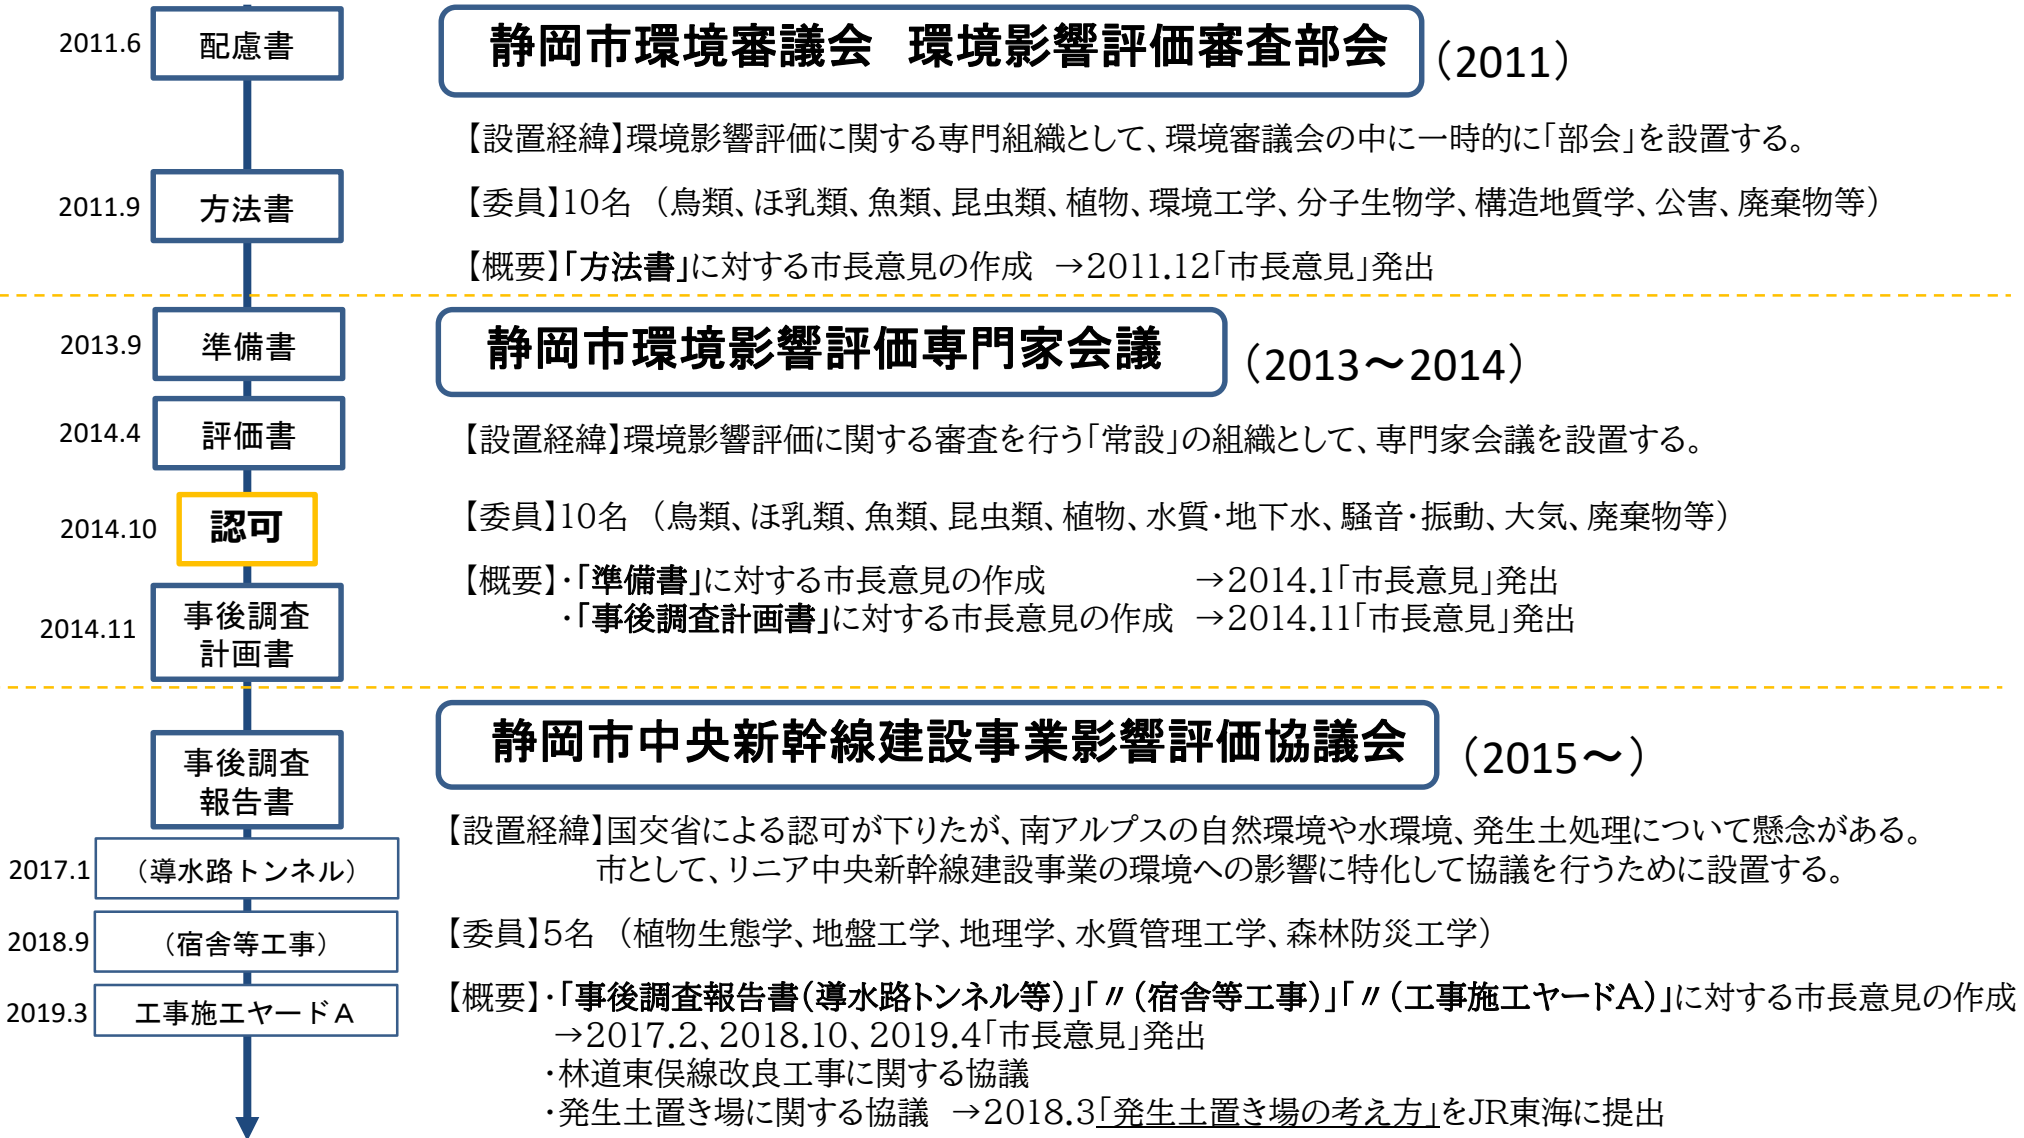 2011.6
配慮書
静岡市環境審議会　環境影響評価審査部会
（2011）
【設置経緯】環境影響評価に関する専門組織として、環境審議会の中に一時的に「部会」を設置する。
2011.9
方法書
【委員】10名　（鳥類、ほ乳類、魚類、昆虫類、植物、環境工学、分子生物学、構造地質学、公害、廃棄物等）
【概要】「方法書」に対する市長意見の作成　→2011.12「市長意見」発出
2013.9
準備書
静岡市環境影響評価専門家会議
（2013～2014）
2014.4
評価書
【設置経緯】環境影響評価に関する審査を行う「常設」の組織として、専門家会議を設置する。
2014.10
認可
【委員】10名　（鳥類、ほ乳類、魚類、昆虫類、植物、水質・地下水、騒音・振動、大気、廃棄物等）
【概要】・「準備書」に対する市長意見の作成　→2014.1「市長意見」発出
・「事後調査計画書」に対する市長意見の作成　→2014.11「市長意見」発出
2014.11
事後調査
計画書
静岡市中央新幹線建設事業影響評価協議会
（2015～）
事後調査
報告書
【設置経緯】国交省による認可が下りたが、南アルプスの自然環境や水環境、発生土処理について懸念がある。
市として、リニア中央新幹線建設事業の環境への影響に特化して協議を行うために設置する。
2017.1
（導水路トンネル）
2018.9
（宿舎等工事）
【委員】5名　（植物生態学、地盤工学、地理学、水質管理工学、森林防災工学）
2019.3
工事施工ヤードＡ
【概要】・「事後調査報告書（導水路トンネル等）」「〃（宿舎等工事）」「〃（工事施工ヤードA）」に対する市長意見の作成
→2017.2、2018.10、2019.4「市長意見」発出
・林道東俣線改良工事に関する協議
・発生土置き場に関する協議　→2018.3「発生土置き場の考え方」をJR東海に提出